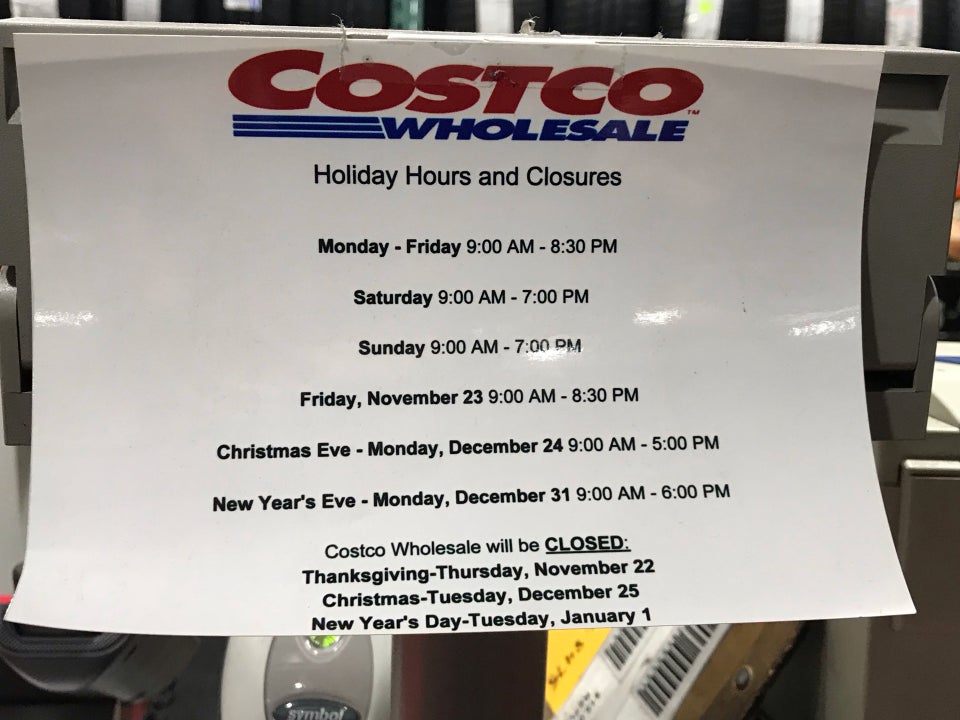 COSTCO
WHOLESALE
Holiday Hours and Closures
Monday - Friday 9:00 AM - 8:30 PM
Saturday 9:00 AM - 7:00 PM
Sunday 9:00 AM - 7:00 PM
Friday, November 23 9:00 AM - 8:30 PM
Christmas Eve - Monday, December 24 9:00 AM - 5:00 PM
New Year's Eve - Monday, December 31 9:00 AM - 6:00 PM
Costco Wholesale will be CLOSED:
Thanksgiving-Thursday, November 22
Christmas-Tuesday, December 25
New Year's Day-Tuesday, January 1
symbol